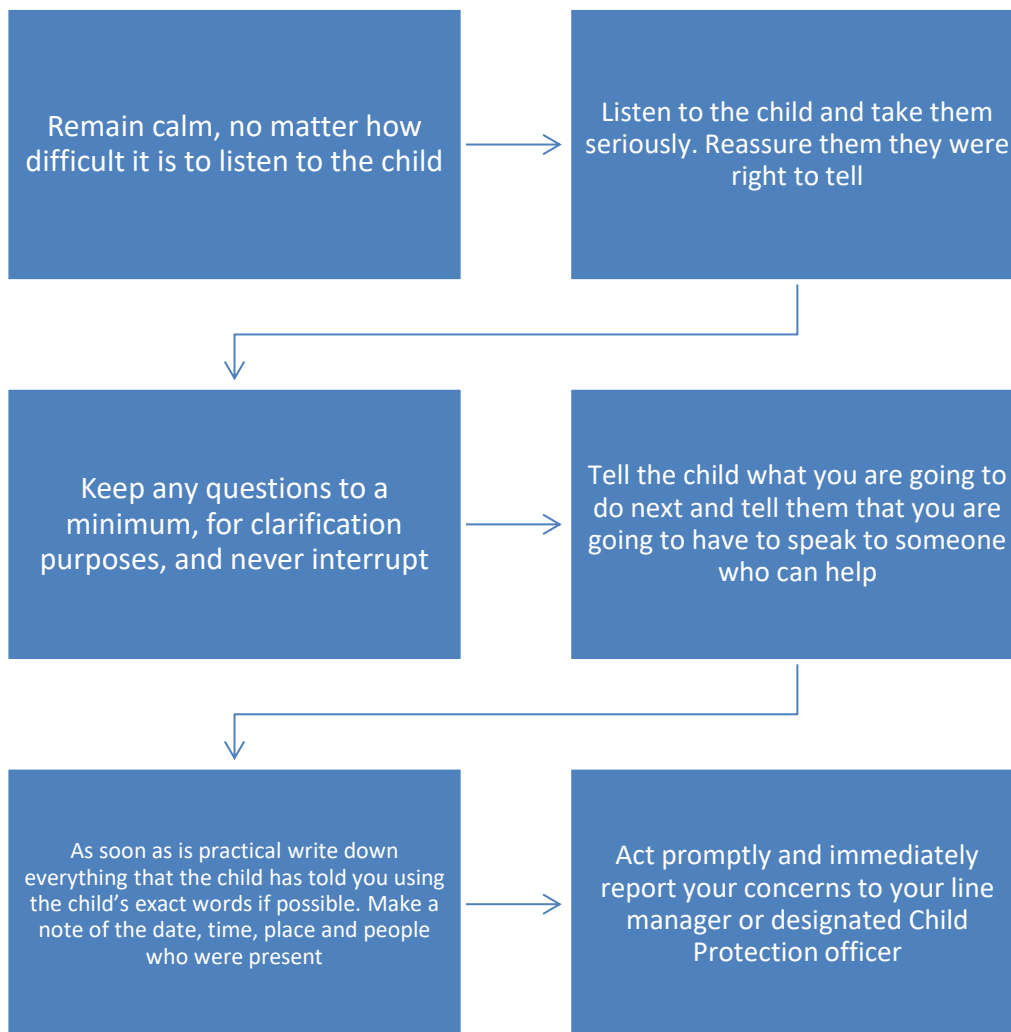 Remain calm, no matter how
difficult it is to listen to the child
Listen to the child and take them
seriously. Reassure them they were
right to tell
Keep any questions to a
minimum, for clarification
purposes, and never interrupt
Tell the child what you are going to
do next and tell them that you are
going to have to speak to someone
who can help
As soon as is practical write down
everything that the child has told you using
the child’s exact words if possible. Make a
note of the date, time, place and people
who were present
Act promptly and immediately
report your concerns to your line
manager or designated Child
Protection officer